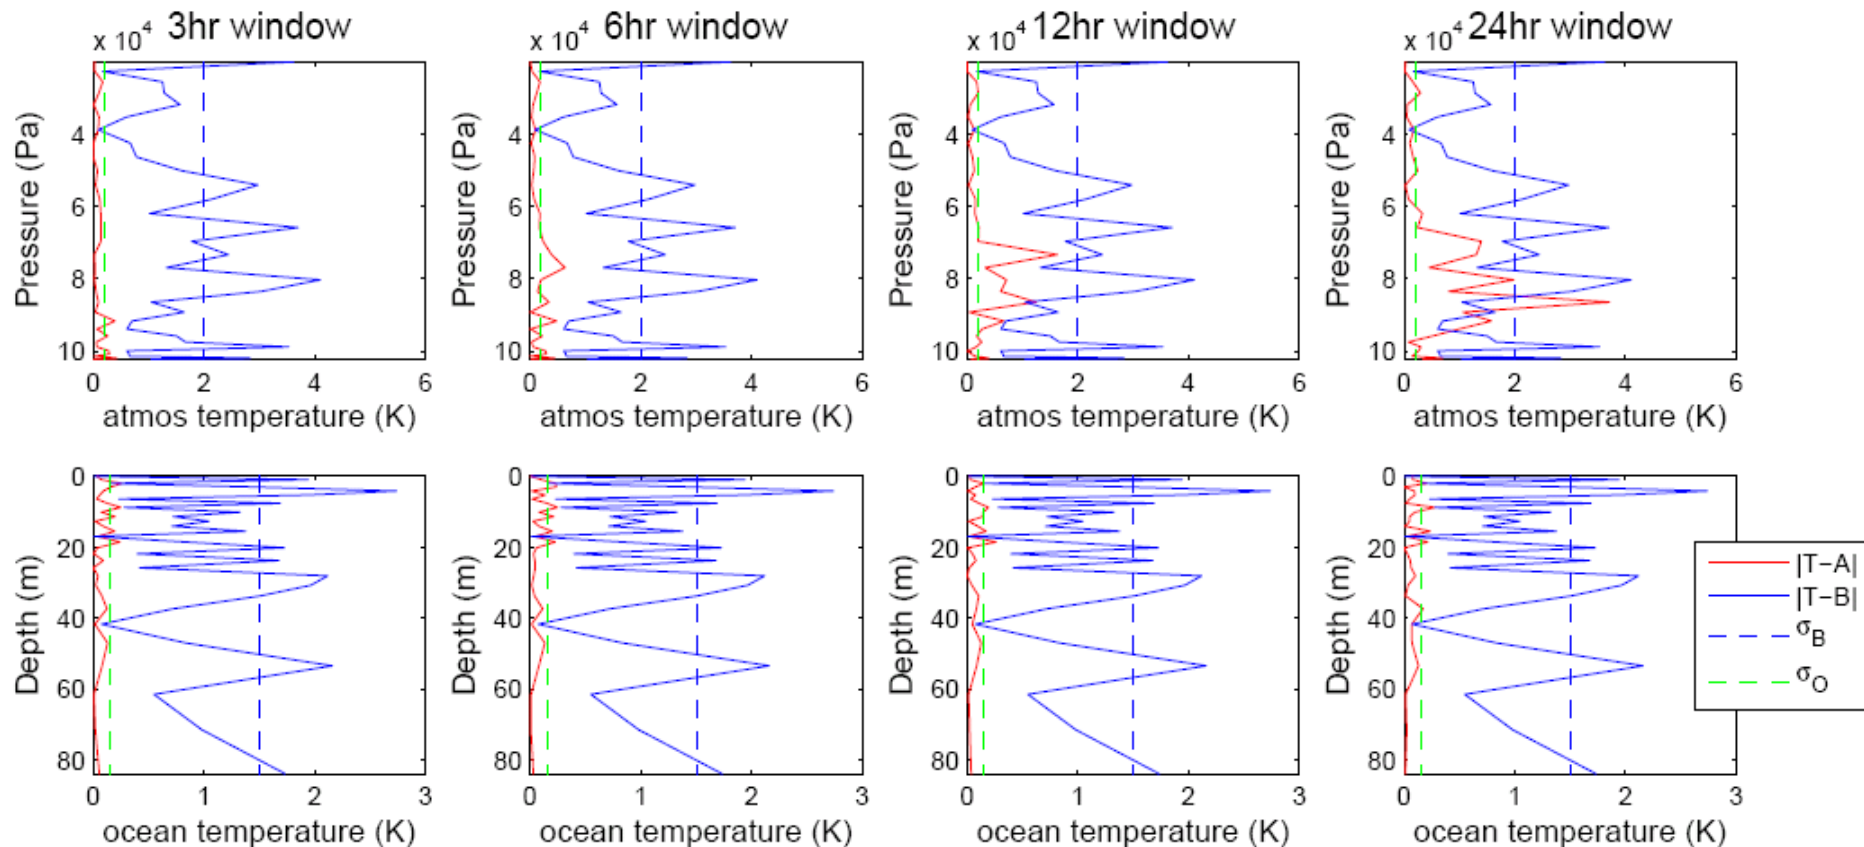 3hr window 6hr window 12hr window 24hr window
x 10⁴ x 10⁴ x 10⁴ x 10⁴
Pressure (Pa) Pressure (Pa) Pressure (Pa) Pressure (Pa)
4 4 4 4
6 6 6 6
8 8 8 8
10 10 10 10
0 2 4 6 0 2 4 6 0 2 4 6 0 2 4 6
atmos temperature (K) atmos temperature (K) atmos temperature (K) atmos temperature (K)
Depth (m) Depth (m) Depth (m) Depth (m)
0 0 0 0
20 20 20 20
40 40 40 40
60 60 60 60
80 80 80 80
0 1 2 3 0 1 2 3 0 1 2 3 0 1 2 3
ocean temperature (K) ocean temperature (K) ocean temperature (K) ocean temperature (K)
|T−A|
|T−B|
σB
σO